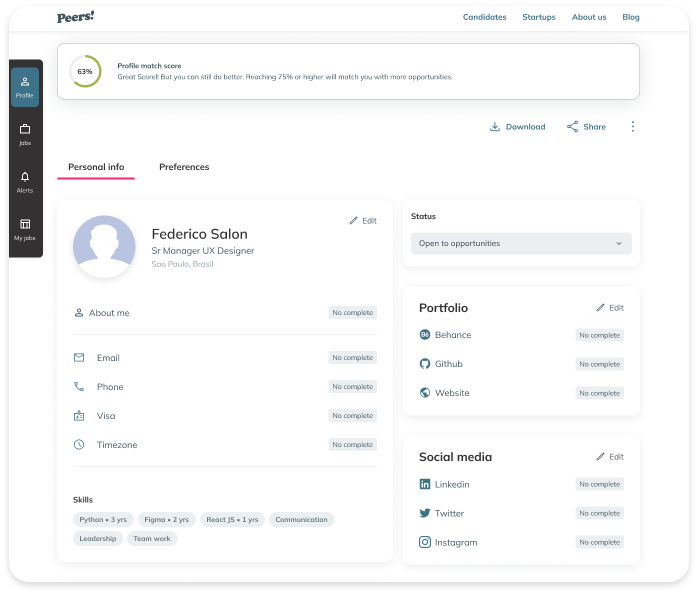 Peers!
Candidates Startups About us Blog
63%
Profile match score
Great Score!! But you can still do better. Reaching 75% or higher will match you with more opportunities.
Profile
Jobs
Alerts
My jobs
Download Share
Personal info Preferences
Edit
Federico Salon
Sr Manager UX Designer
Sao Paulo, Brasil
About me No complete
Email No complete
Phone No complete
Visa No complete
Timezone No complete
Skills
Python • 3 yrs Figma • 2 yrs React JS • 1 yrs Communication
Leadership Team work
Status
Open to opportunities
Portfolio Edit
Behance No complete
Github No complete
Website No complete
Social media Edit
Linkedin No complete
Twitter No complete
Instagram No complete